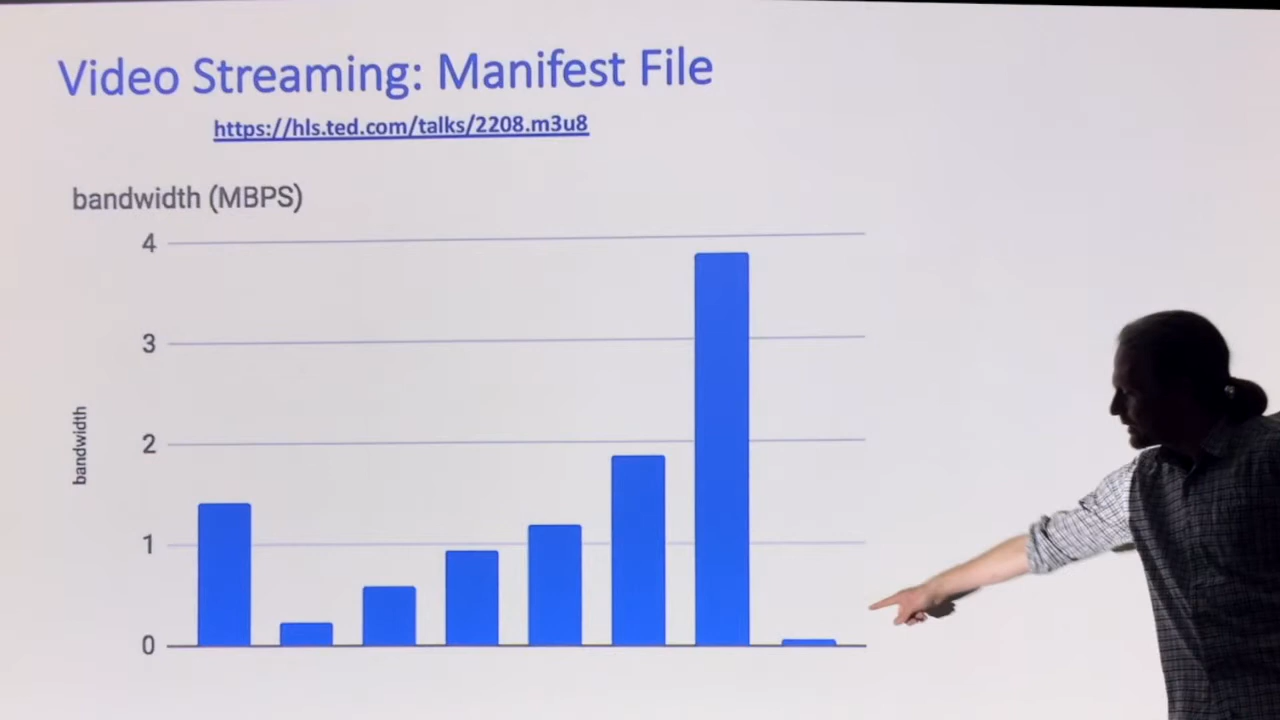 Video Streaming: Manifest File
https://hls.ted.com/talks/2208.m3u8
bandwidth (MBPS)
4
3
2
1
0
bandwidth